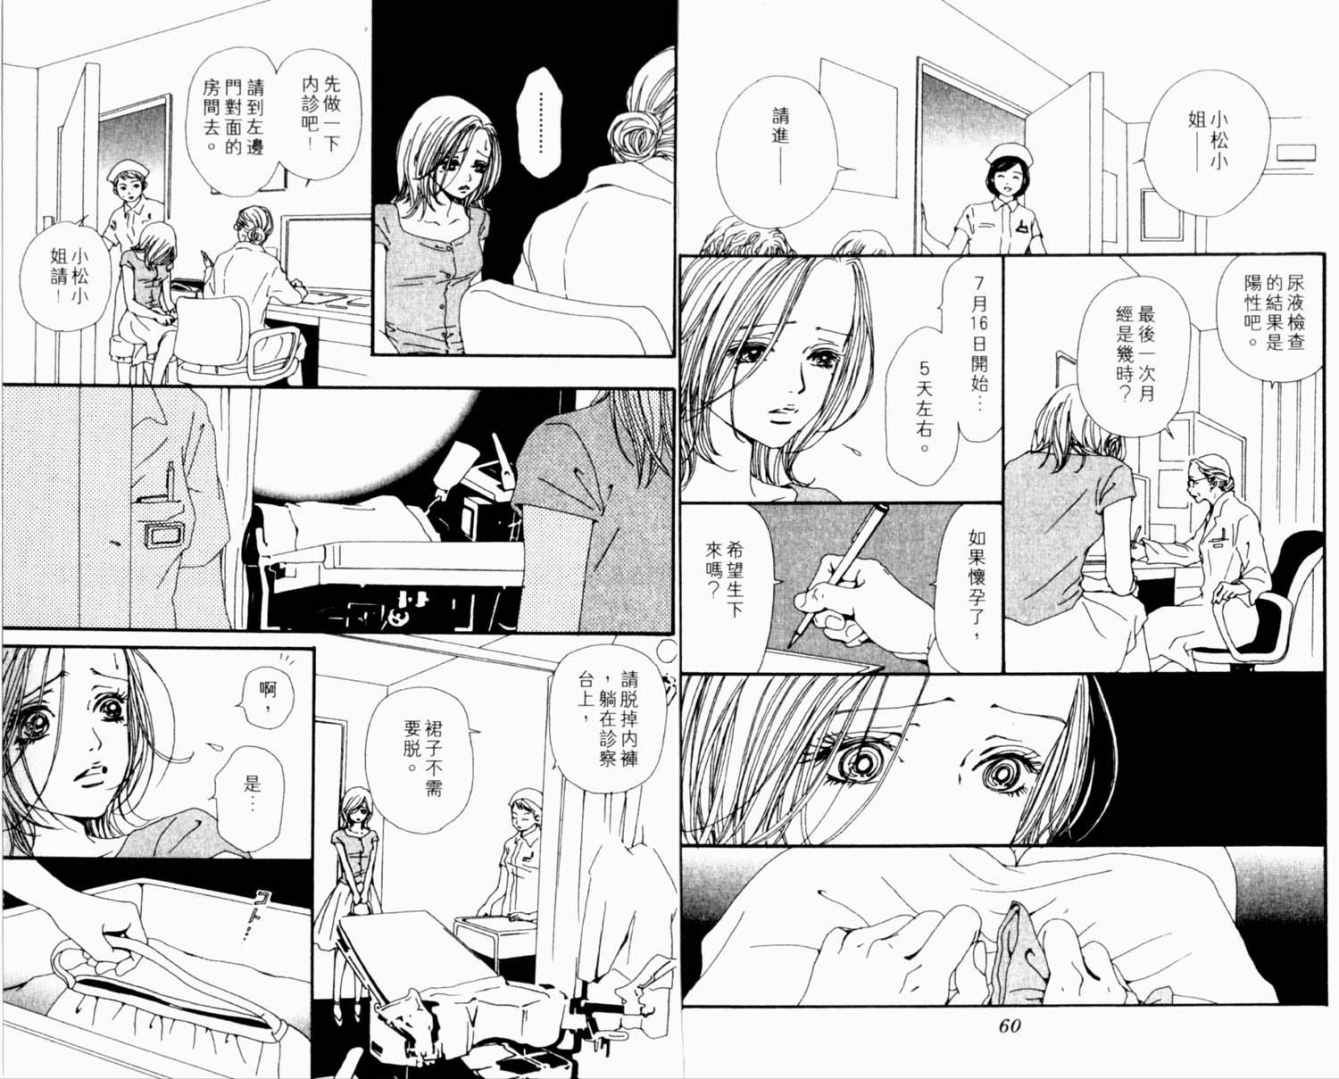 小松小
姐——
請進——
尿液檢查
的結果是
陽性吧。
最後一次月
經是幾時？
7月16日開始…
5天左右。
如果懷孕了，
希望生下
來嗎？
60
………
先做一下
內診吧！
請到左邊
門對面的
房間去。
小松小
姐請！
請脫掉內褲
，躺在診察
台上，
裙子不需
要脫。
啊，
是…
コト…